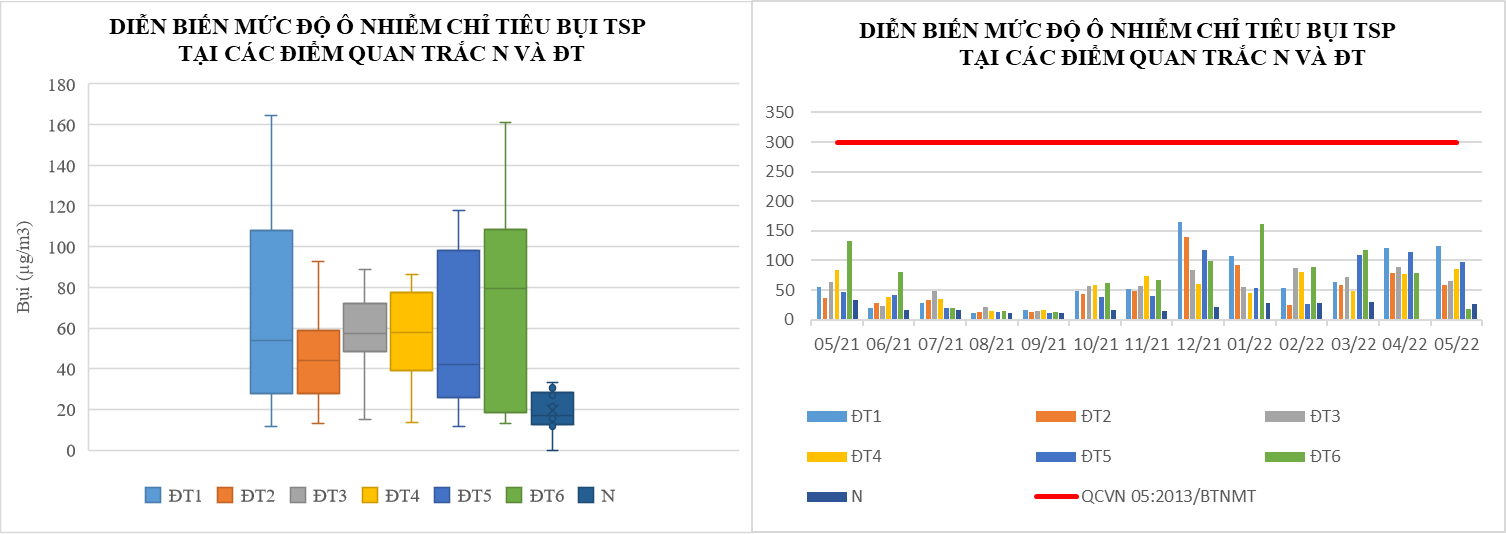 DIỄN BIẾN MỨC ĐỘ Ô NHIỄM CHỈ TIÊU BỤI TSP
TẠI CÁC ĐIỂM QUAN TRẮC N VÀ ĐT
180
160
140
120
100
80
60
40
20
0
Bụi (µg/m3)
ĐT1 ĐT2 ĐT3 ĐT4 ĐT5 ĐT6 N
DIỄN BIẾN MỨC ĐỘ Ô NHIỄM CHỈ TIÊU BỤI TSP
TẠI CÁC ĐIỂM QUAN TRẮC N VÀ ĐT
350
300
250
200
150
100
50
0
05/21 06/21 07/21 08/21 09/21 10/21 11/21 12/21 01/22 02/22 03/22 04/22 05/22
ĐT1 ĐT2 ĐT3
ĐT4 ĐT5 ĐT6
N QCVN 05:2013/BTNMT